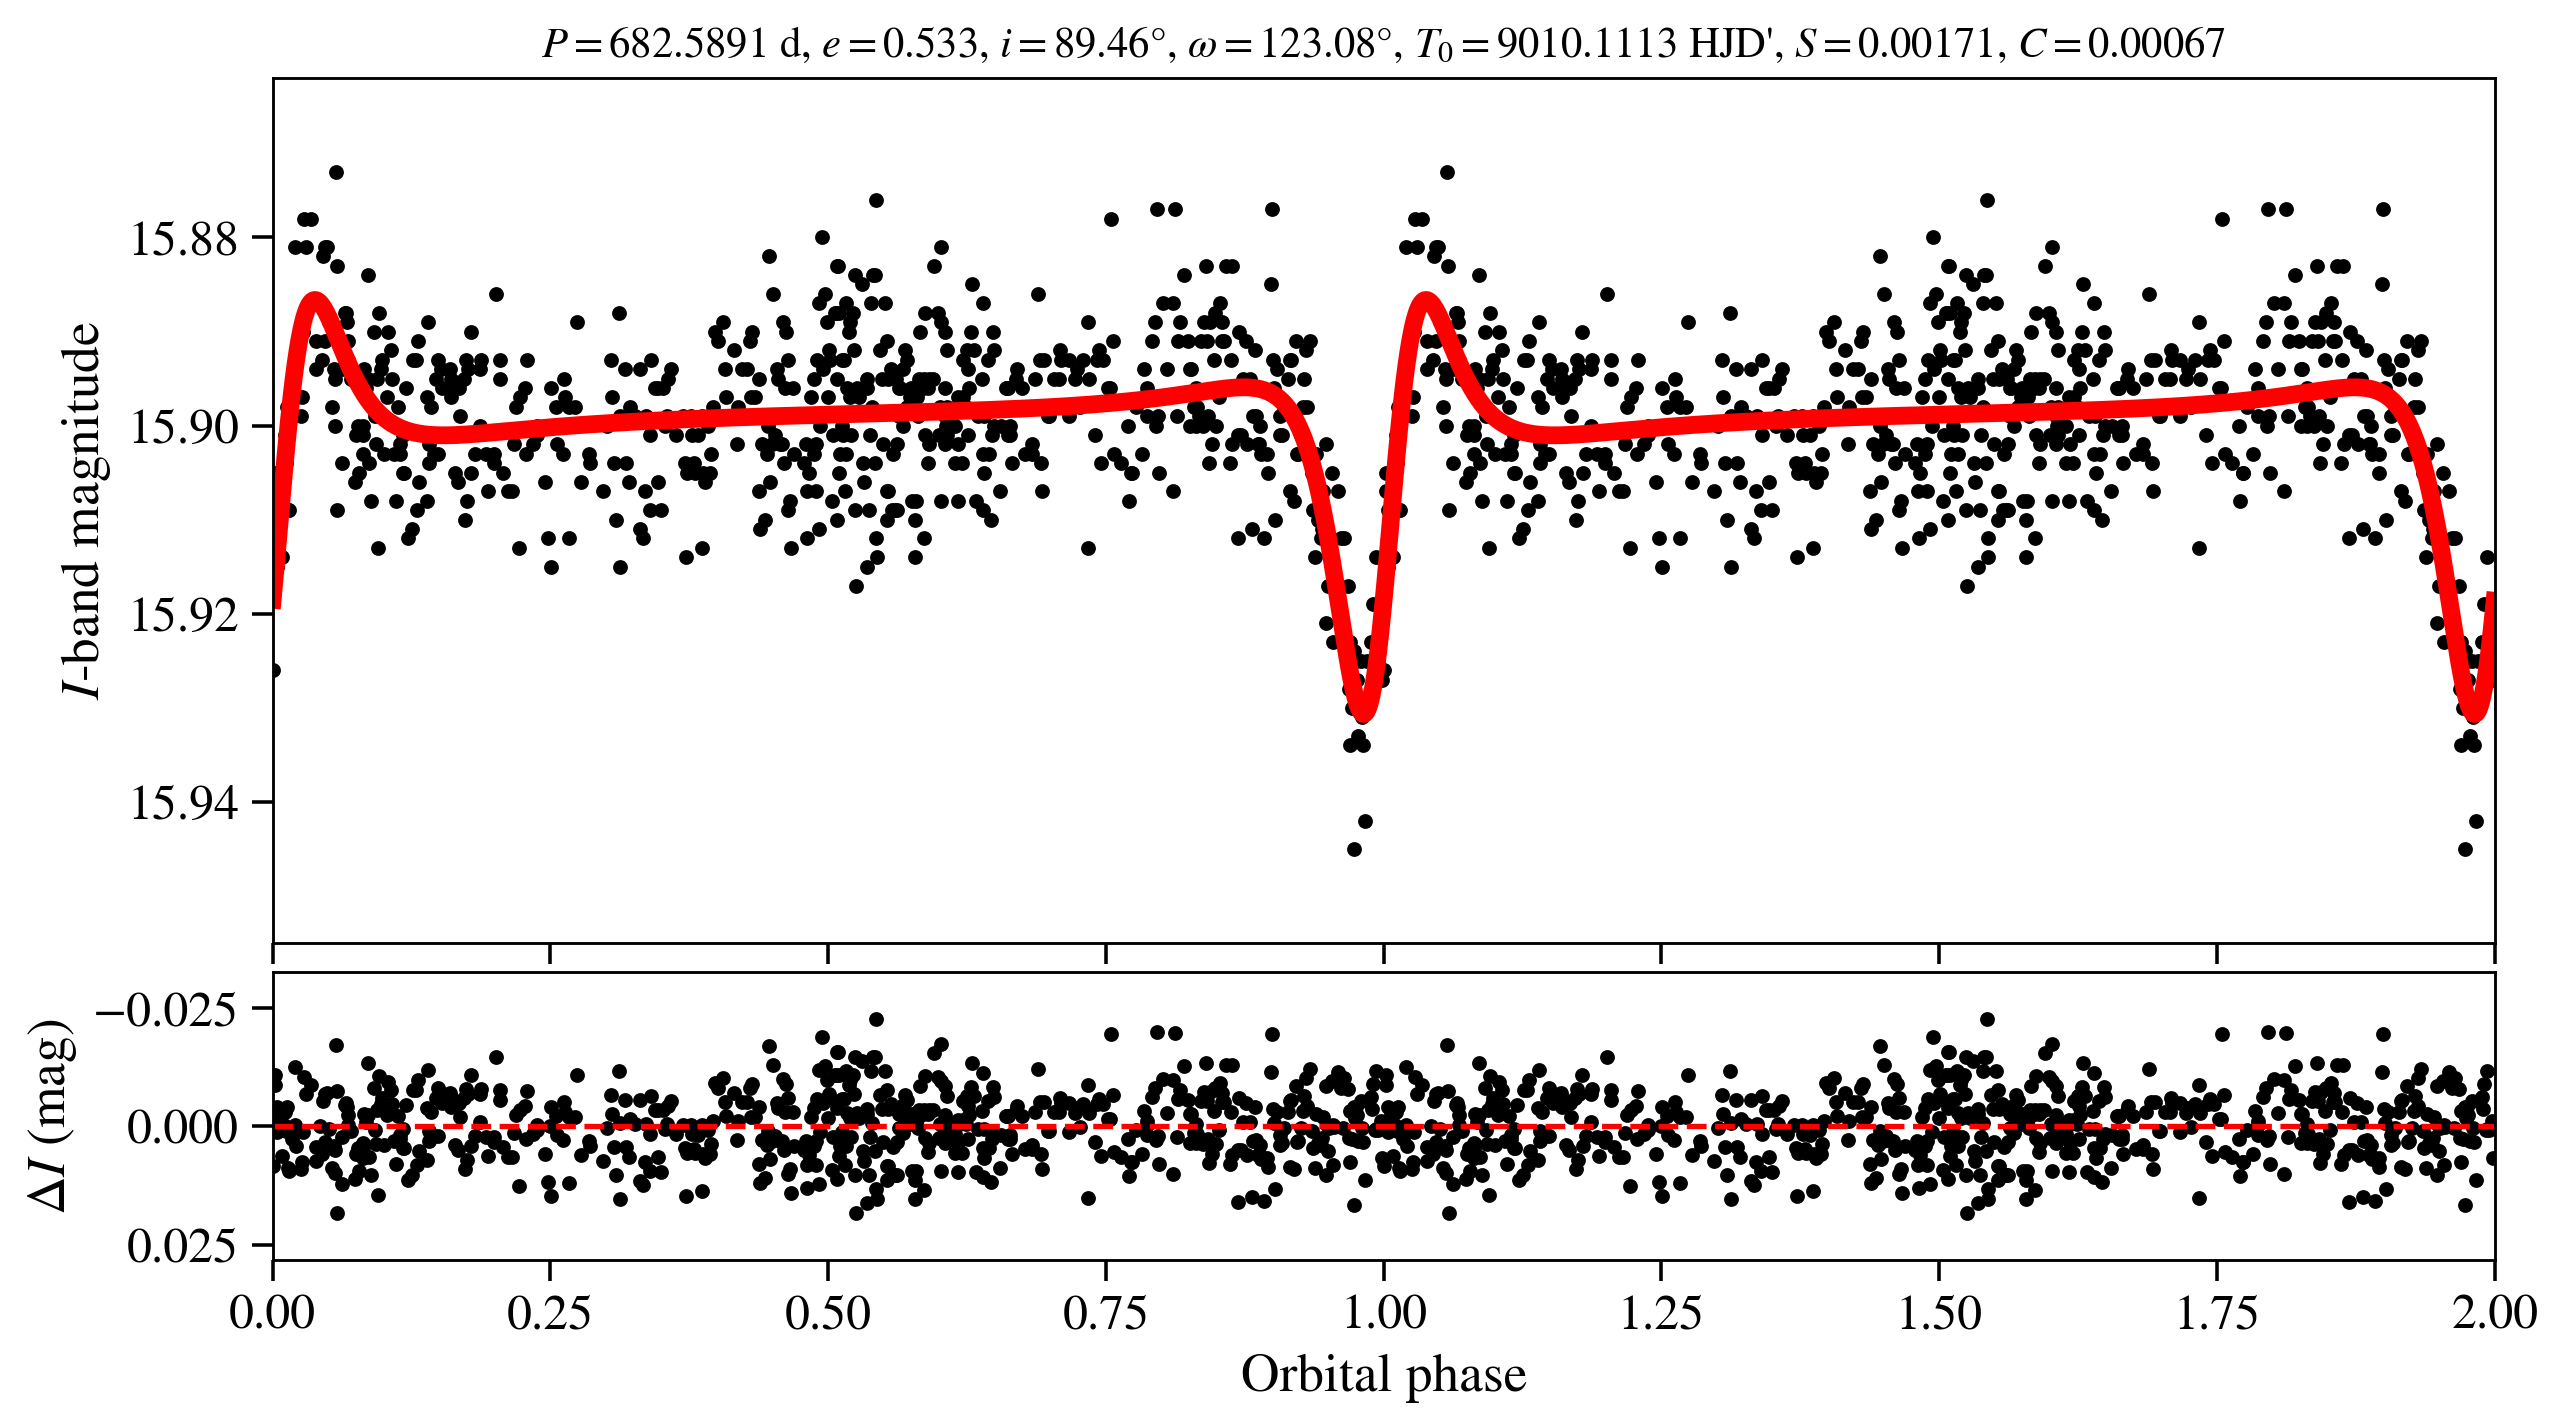 P = 682.5891 d, e = 0.533, i = 89.46°, ω = 123.08°, T₀ = 9010.1113 HJD', S = 0.00171, C = 0.00067
15.88
15.90
15.92
15.94
I-band magnitude
−0.025
0.000
0.025
ΔI (mag)
0.00 0.25 0.50 0.75 1.00 1.25 1.50 1.75 2.00
Orbital phase